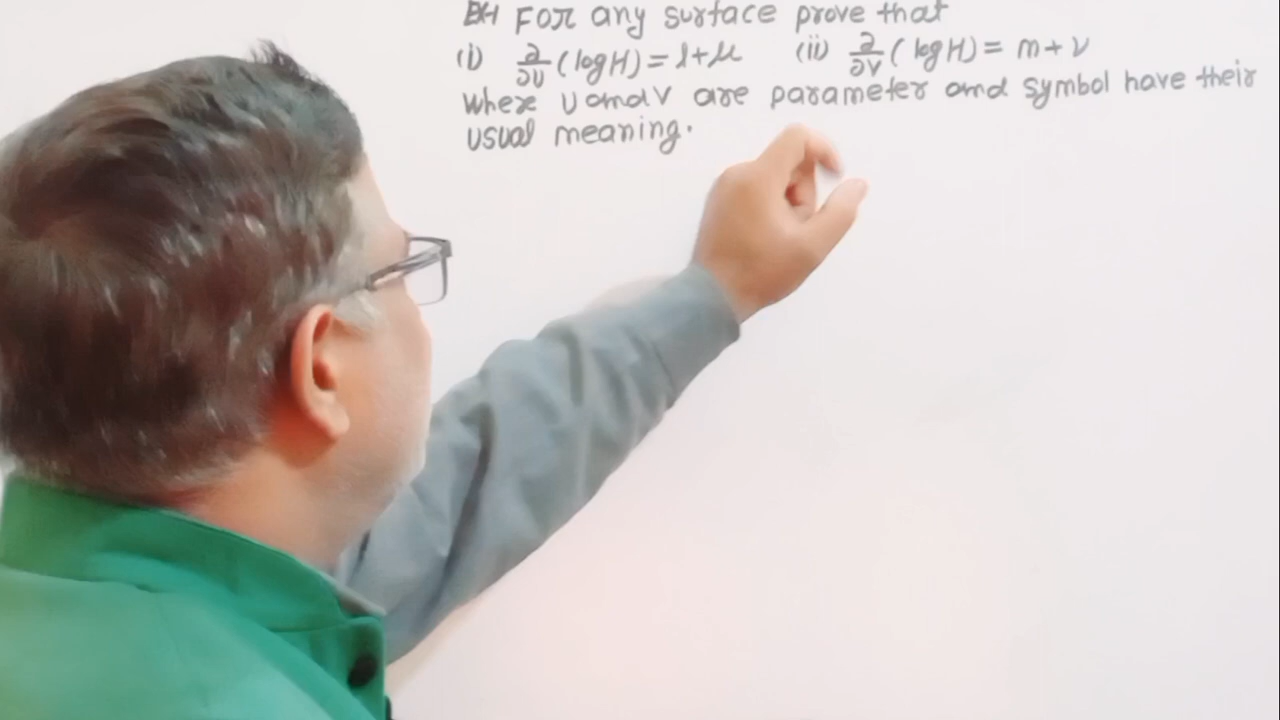 EX-1 For any surface prove that
(i) ∂/∂U (log H) = l + μ (ii) ∂/∂V (log H) = m + ν
where U and V are parameter and symbol have their
usual meaning.